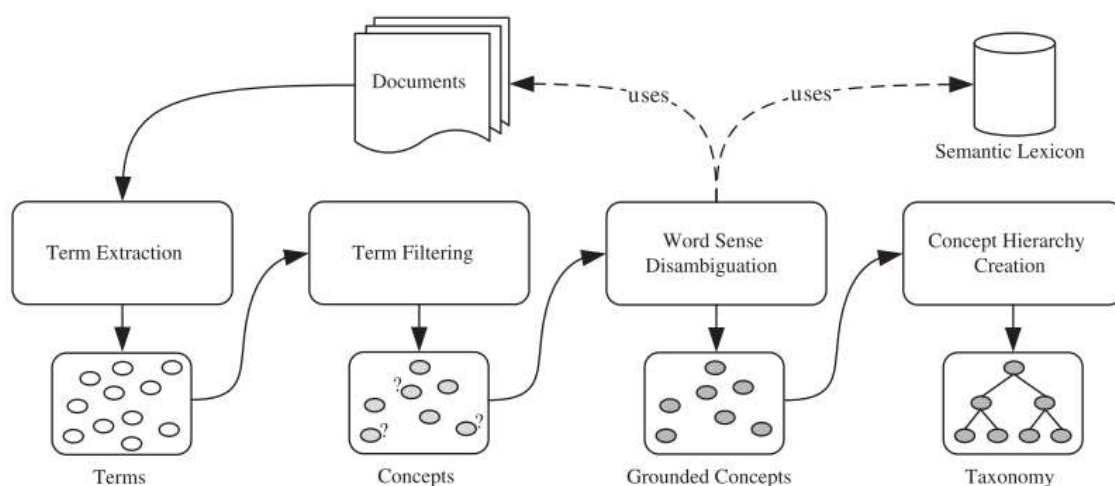 Documents
uses
uses
Semantic Lexicon
Term Extraction
Term Filtering
Word Sense
Disambiguation
Concept Hierarchy
Creation
?
?
?
Terms
Concepts
Grounded Concepts
Taxonomy